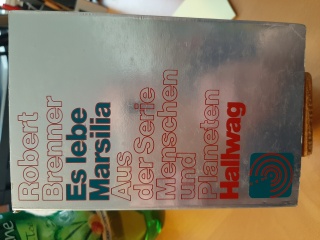 Robert
Brenner
Es lebe
Marsilia
Aus
der Serie
Menschen
und
Planeten
Hallwag